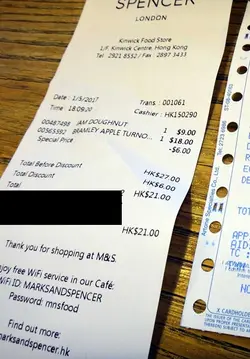 SPENCER
LONDON
Kinwick Food Store
1/F, Kinwick Centre, Hong Kong
Tel : 2921 8552 / Fax : 2897 3433
Date : 1/5/2017
Trans : 001061
Time : 18:09:20
Cashier : HK150290
00487498 JAM DOUGHNUT 1 $9.00
00563592 BRAMLEY APPLE TURNO... 1 $18.00
Special Price -$6.00
Total Before Discount HK$27.00
Total Discount HK$6.00
Total HK$21.00
HK$21.00
Thank you for shopping at M&S.
njoy free WiFi service in our Café:
WiFi ID: MARKSANDSPENCER
Password: mnsfood
Find out more:
marksandspencer.hk
X CARDHOLDE